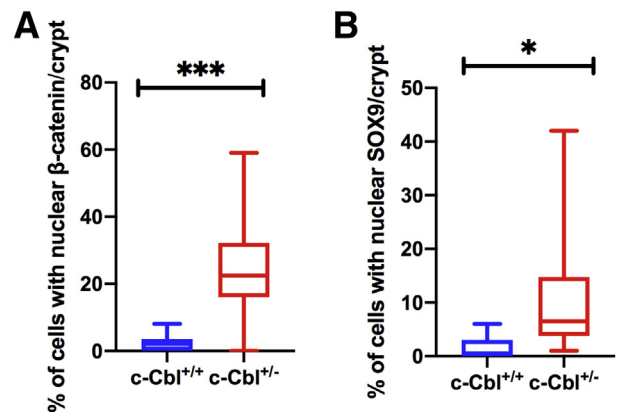 A
% of cells with nuclear β-catenin/crypt
***
80
60
40
20
0
c-Cbl+/+ c-Cbl+/-
B
% of cells with nuclear SOX9/crypt
*
50
40
30
20
10
0
c-Cbl+/+ c-Cbl+/-